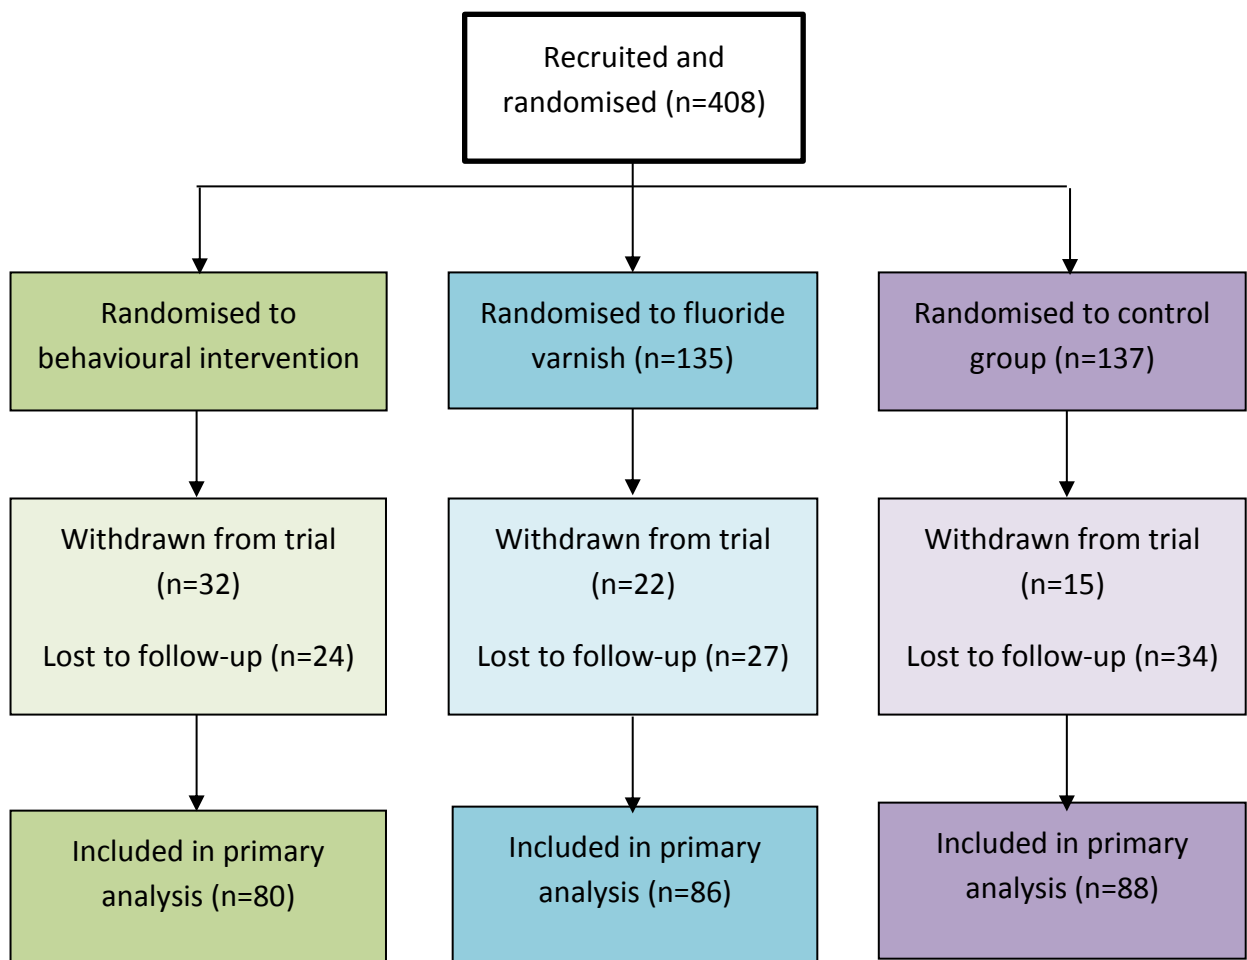 Recruited and
randomised (n=408)
Randomised to
behavioural intervention
Randomised to fluoride
varnish (n=135)
Randomised to control
group (n=137)
Withdrawn from trial
(n=32)
Lost to follow-up (n=24)
Withdrawn from trial
(n=22)
Lost to follow-up (n=27)
Withdrawn from trial
(n=15)
Lost to follow-up (n=34)
Included in primary
analysis (n=80)
Included in primary
analysis (n=86)
Included in primary
analysis (n=88)